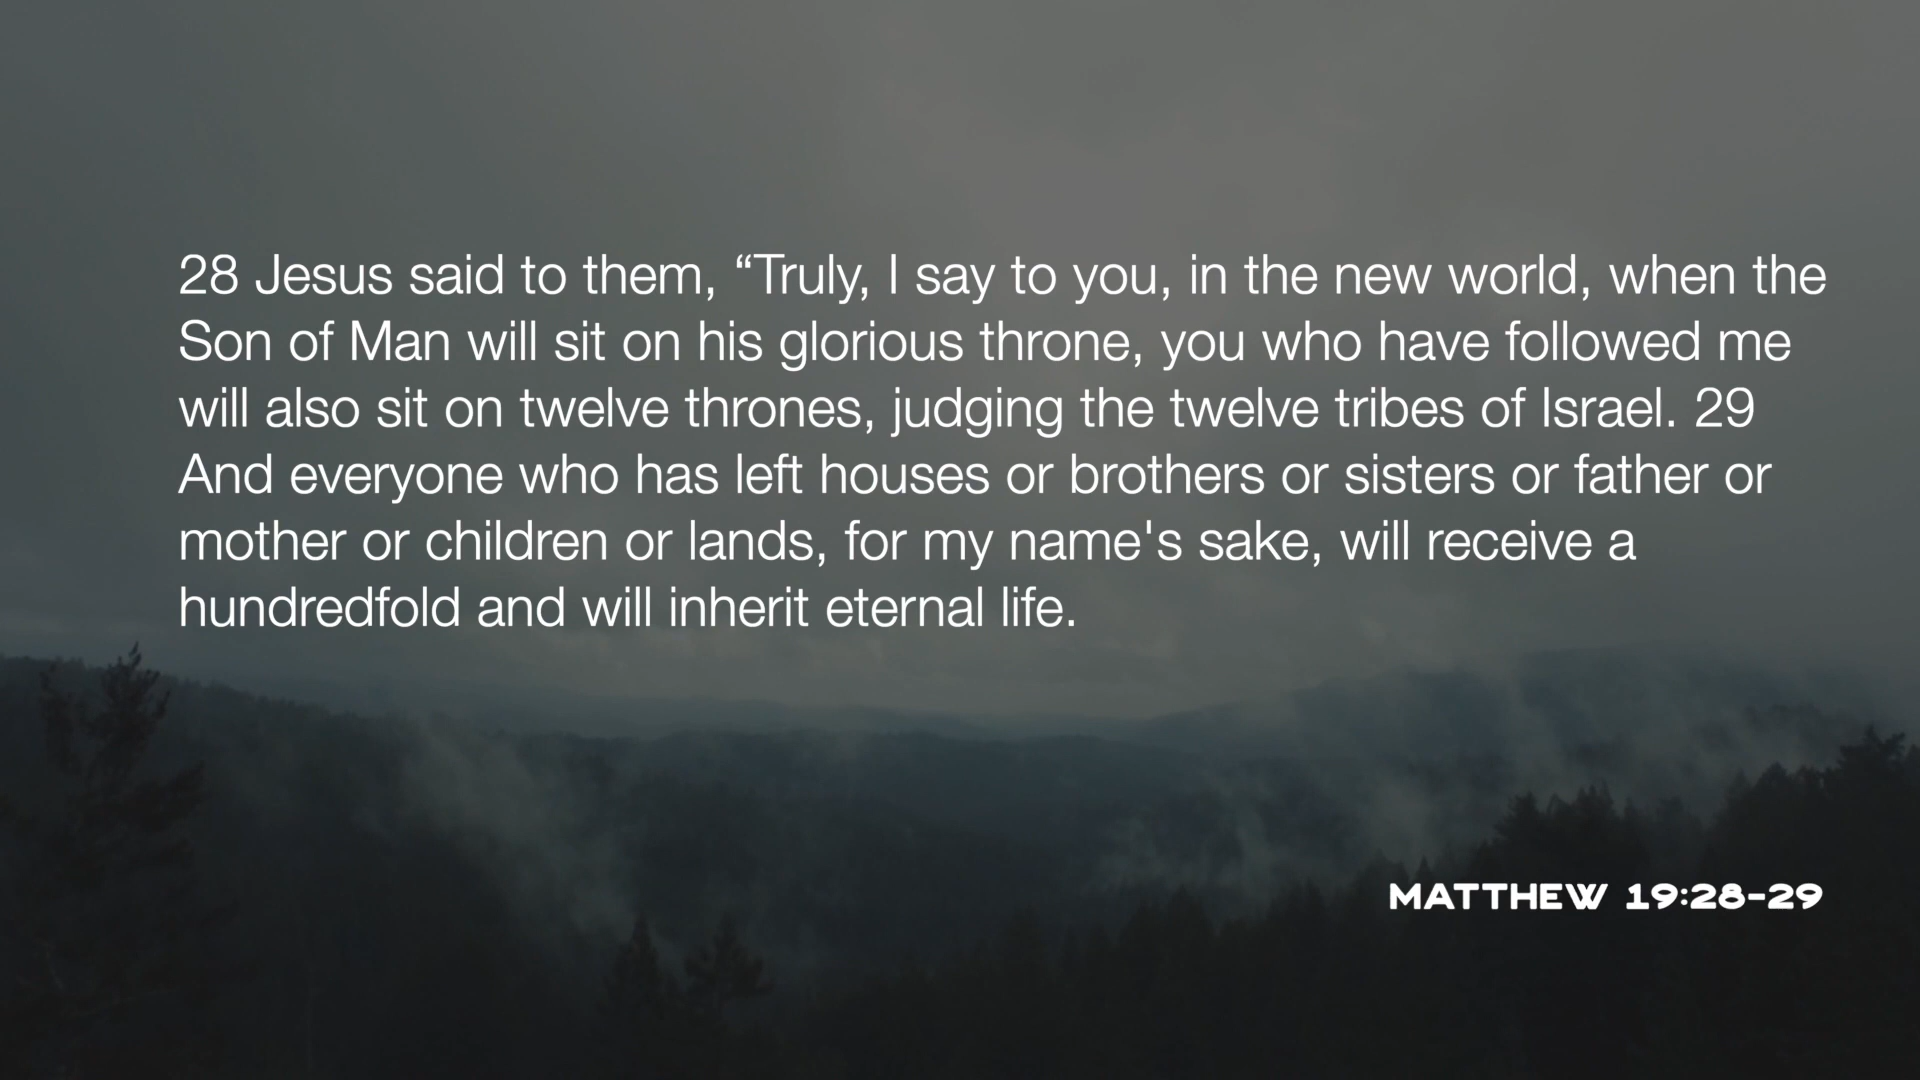 28 Jesus said to them, “Truly, I say to you, in the new world, when the
Son of Man will sit on his glorious throne, you who have followed me
will also sit on twelve thrones, judging the twelve tribes of Israel. 29
And everyone who has left houses or brothers or sisters or father or
mother or children or lands, for my name's sake, will receive a
hundredfold and will inherit eternal life.
MATTHEW 19:28-29